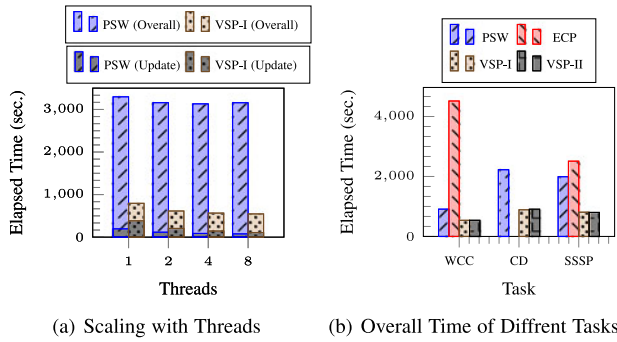 PSW (Overall) VSP-I (Overall)
PSW (Update) VSP-I (Update)
Elapsed Time (sec.)
3,000
2,000
1,000
0
1 2 4 8
Threads
(a) Scaling with Threads
PSW ECP
VSP-I VSP-II
Elapsed Time (sec.)
4,000
2,000
0
WCC CD SSSP
Task
(b) Overall Time of Diffrent Tasks